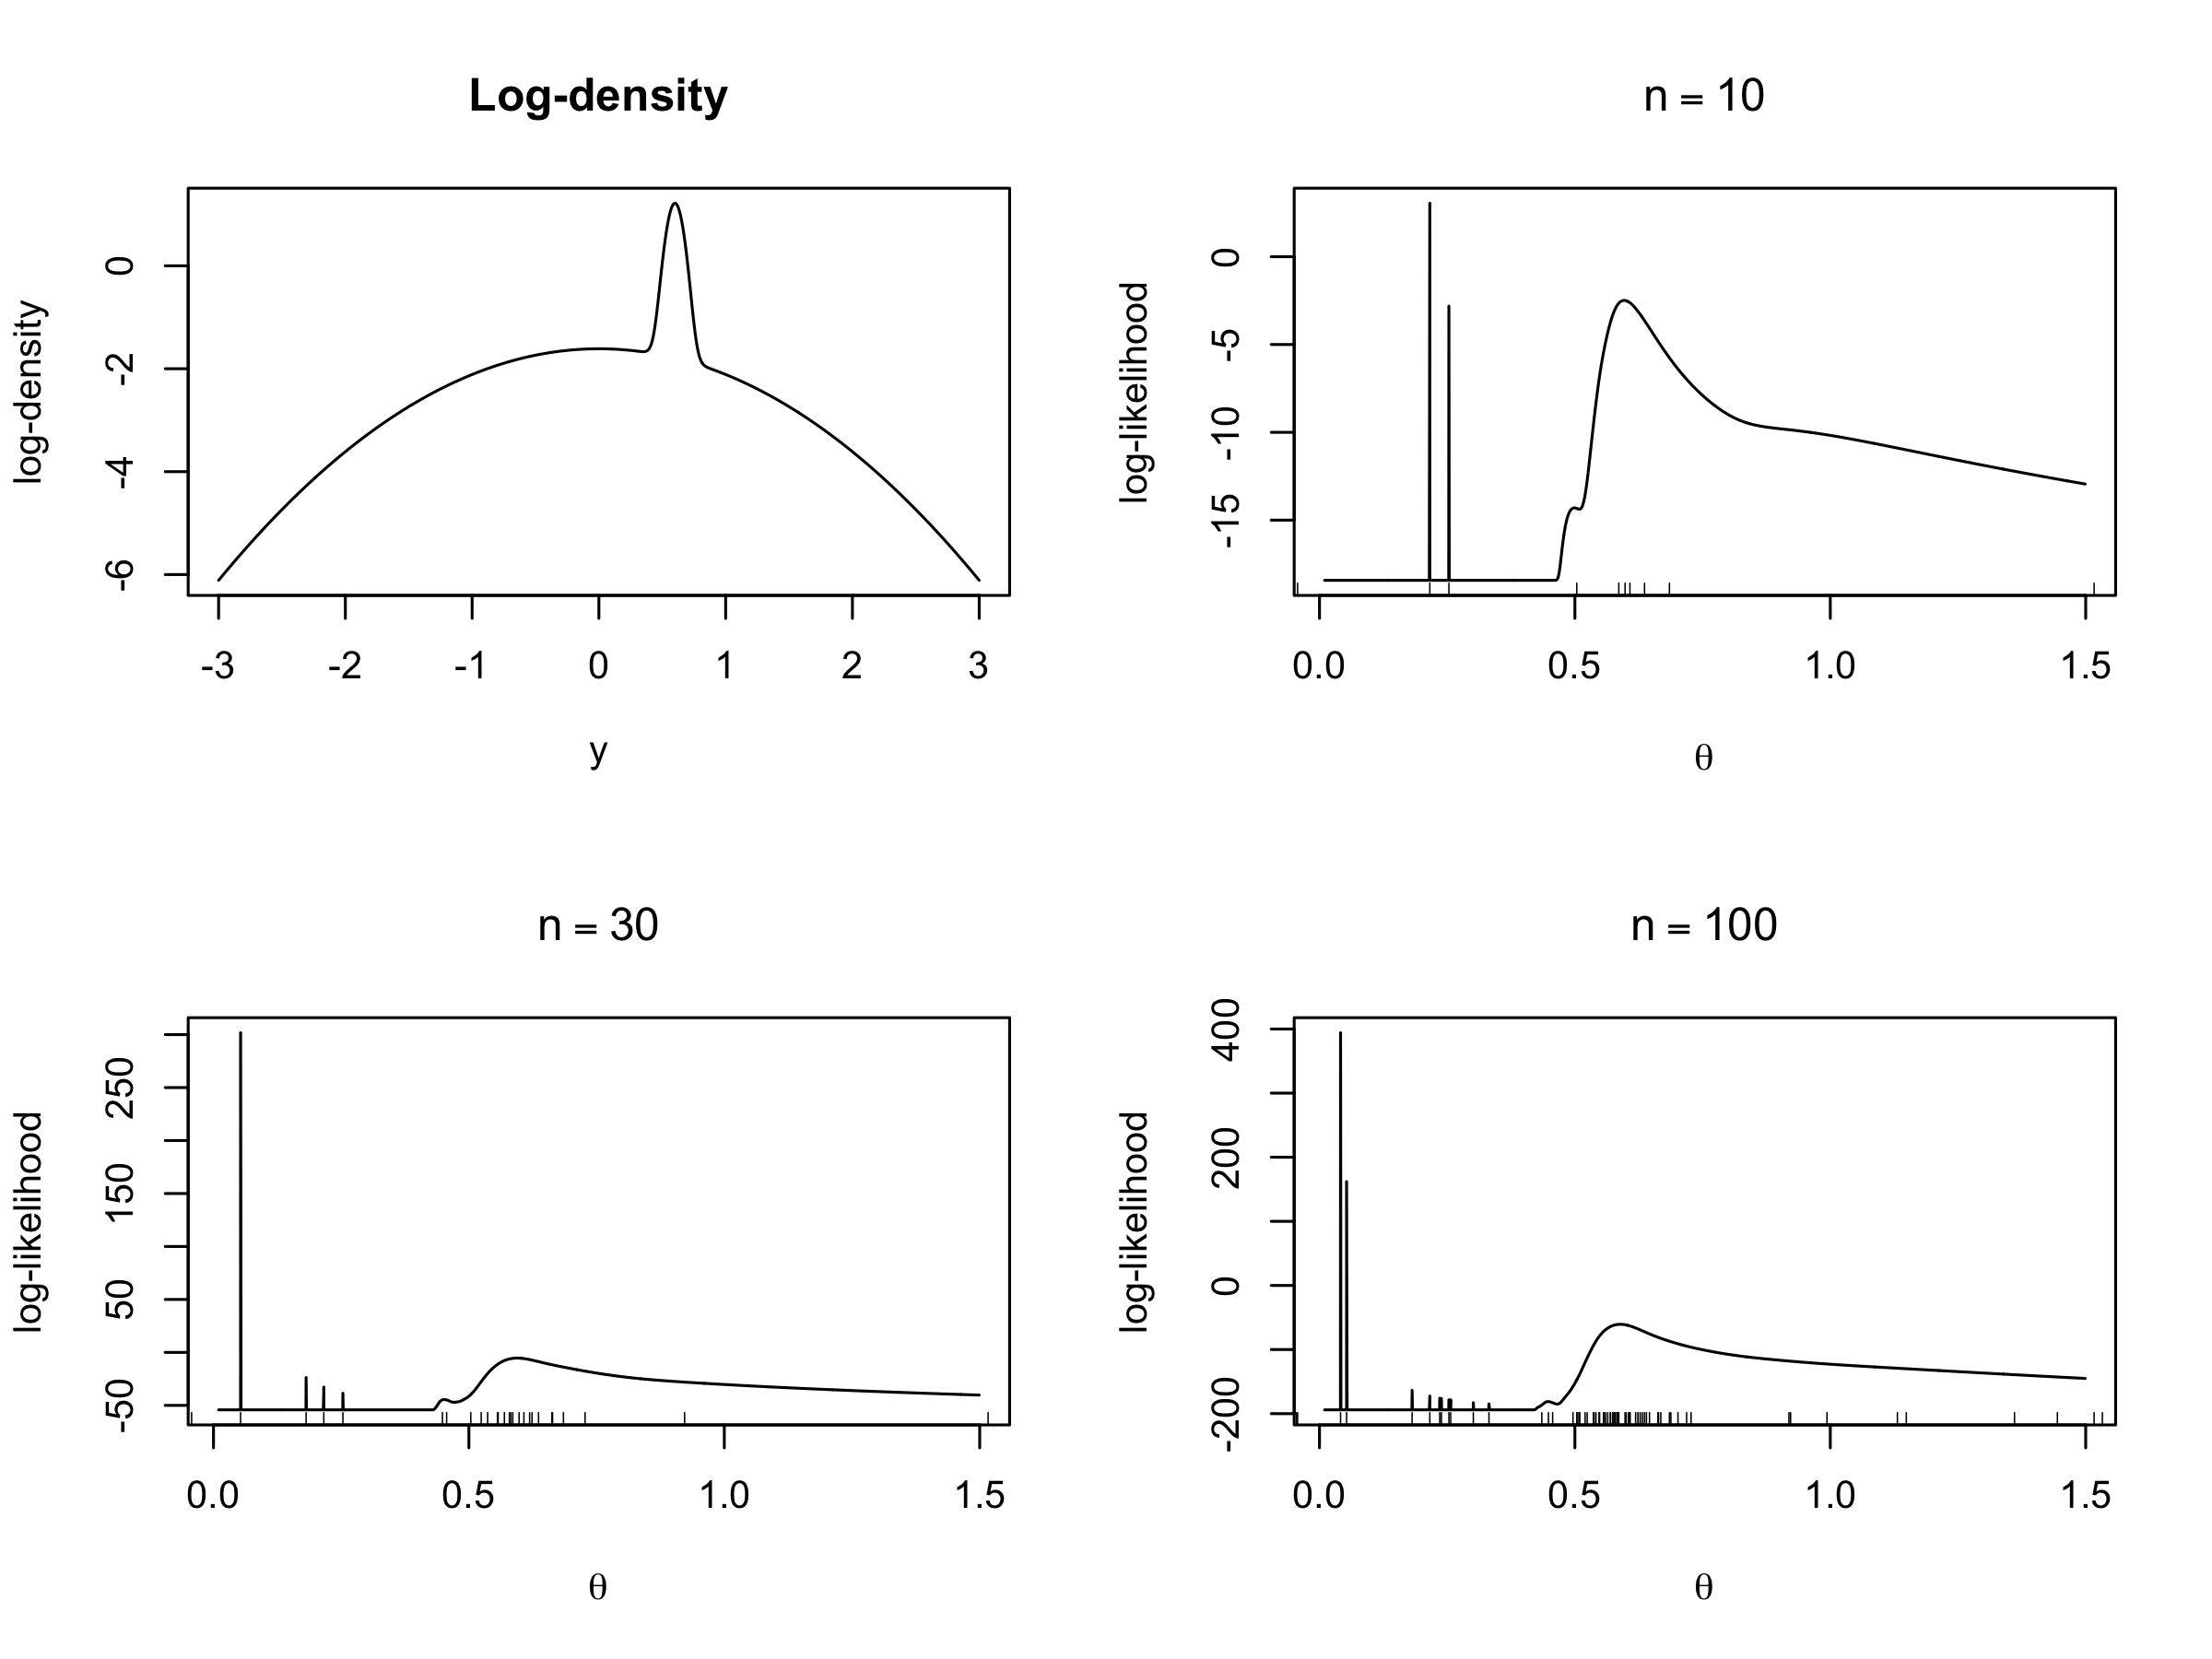 Log-density
log-density
0
-2
-4
-6
-3 -2 -1 0 1 2 3
y
n = 10
log-likelihood
0
-5
-10
-15
0.0 0.5 1.0 1.5
θ
n = 30
log-likelihood
250
150
50
-50
0.0 0.5 1.0 1.5
θ
n = 100
log-likelihood
400
200
0
-200
0.0 0.5 1.0 1.5
θ